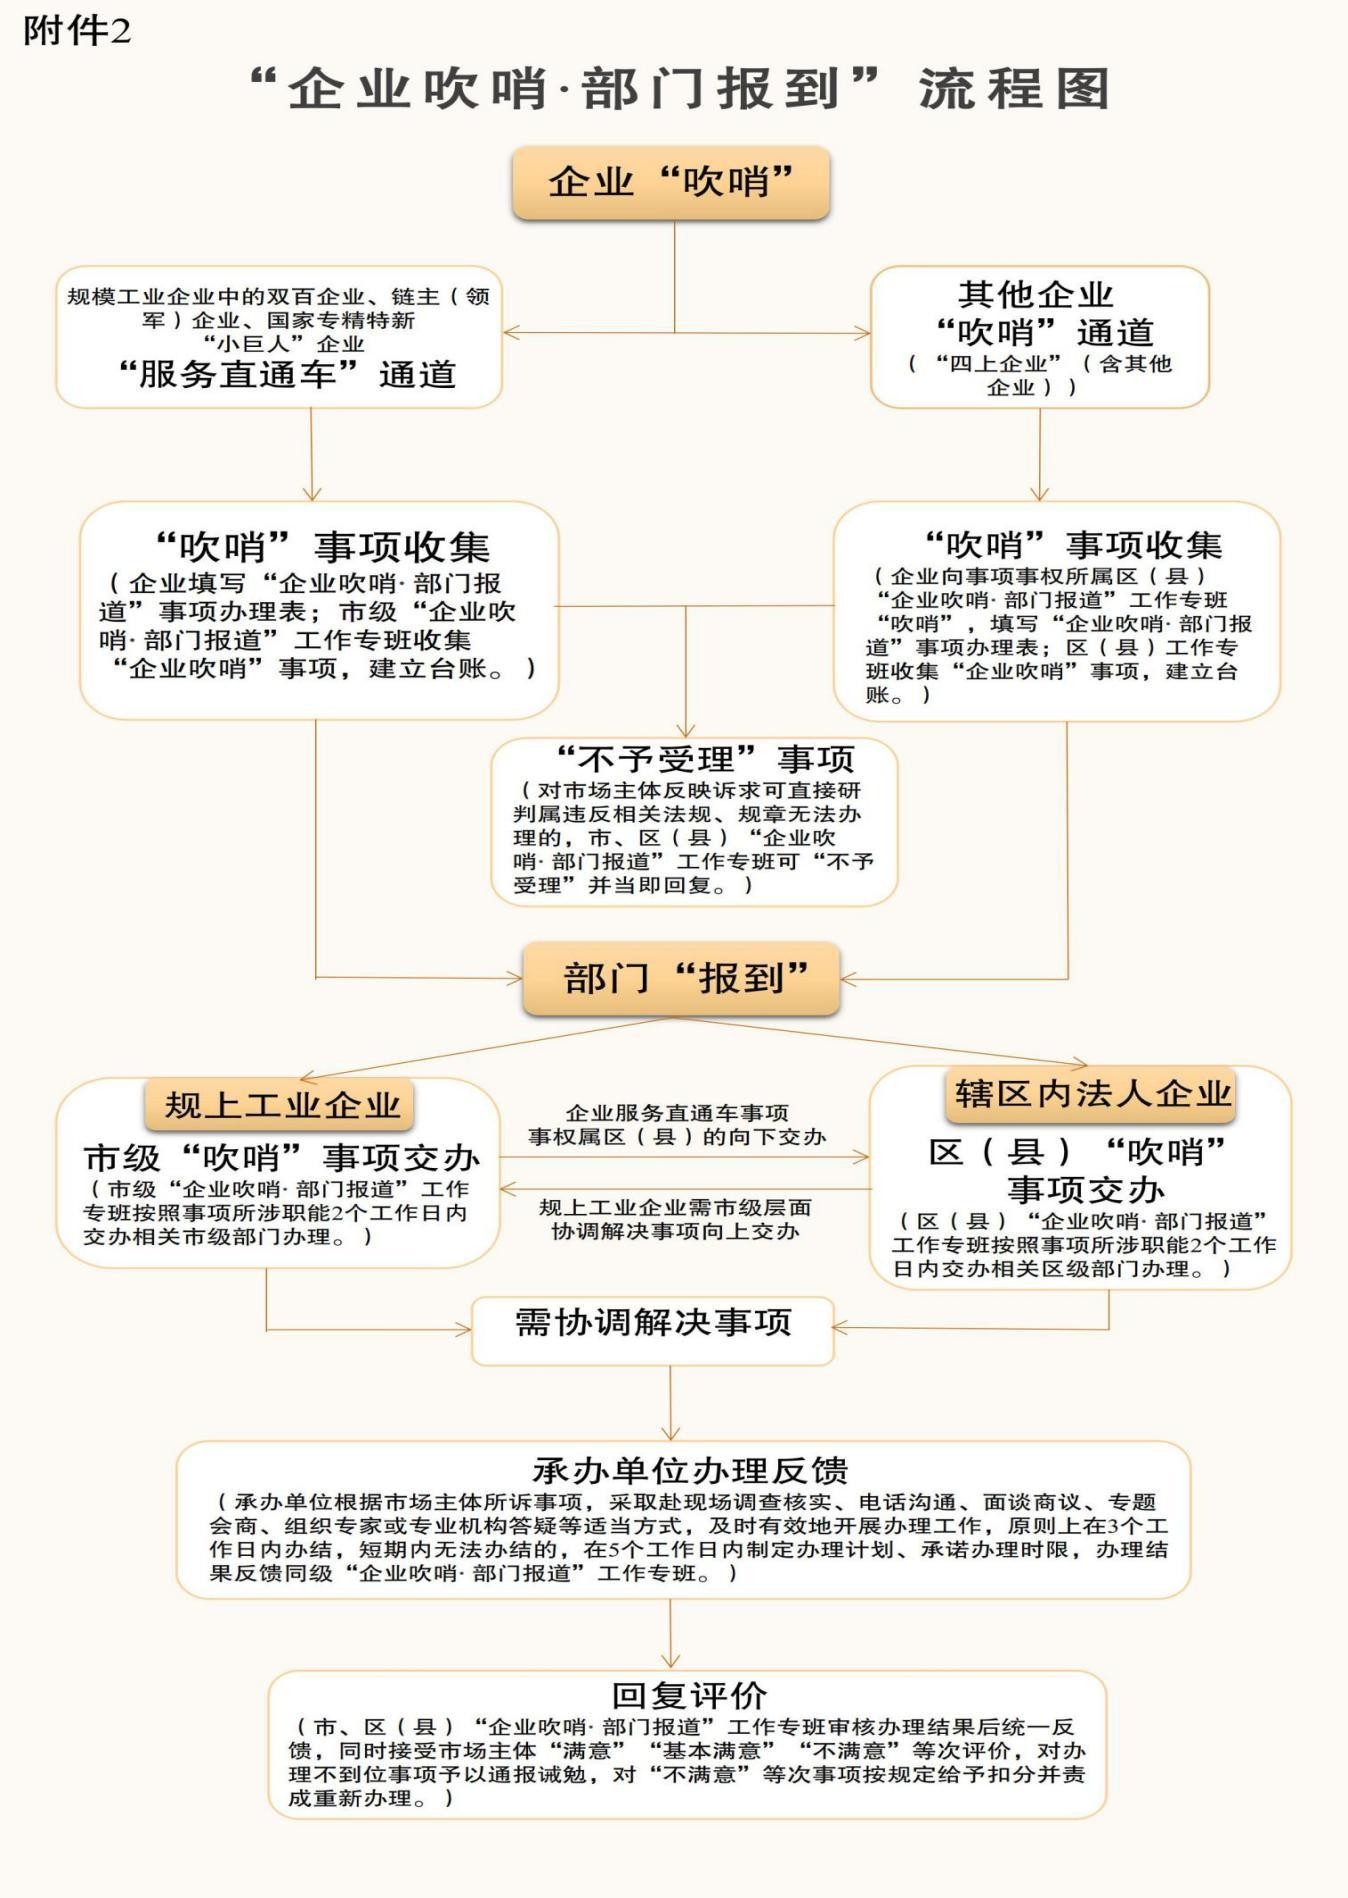 附件2
“企业吹哨·部门报到”流程图
企业“吹哨”
规模工业企业中的双百企业、链主（领
军）企业、国家专精特新
“小巨人”企业
“服务直通车”通道
其他企业
“吹哨”通道
（“四上企业”（含其他
企业））
“吹哨”事项收集
（企业填写“企业吹哨·部门报
道”事项办理表；市级“企业吹
哨·部门报道”工作专班收集
“企业吹哨”事项，建立台账。）
“吹哨”事项收集
（企业向事项事权所属区（县）
“企业吹哨·部门报道”工作专班
“吹哨”，填写“企业吹哨·部门报
道”事项办理表；区（县）工作专
班收集“企业吹哨”事项，建立台
账。）
“不予受理”事项
（对市场主体反映诉求可直接研
判属违反相关法规、规章无法办
理的，市、区（县）“企业吹
哨·部门报道”工作专班可“不予
受理”并当即回复。）
部门“报到”
规上工业企业
市级“吹哨”事项交办
（市级“企业吹哨·部门报道”工作
专班按照事项所涉职能2个工作日内
交办相关市级部门办理。）
企业服务直通车事项
事权属区（县）的向下交办
规上工业企业需市级层面
协调解决事项向上交办
辖区内法人企业
区（县）“吹哨”
事项交办
（区（县）“企业吹哨·部门报道”
工作专班按照事项所涉职能2个工作
日内交办相关区级部门办理。）
需协调解决事项
承办单位办理反馈
（承办单位根据市场主体所诉事项，采取赴现场调查核实、电话沟通、面谈商议、专题
会商、组织专家或专业机构答疑等适当方式，及时有效地开展办理工作，原则上在3个工
作日内办结，短期内无法办结的，在5个工作日内制定办理计划、承诺办理时限，办理结
果反馈同级“企业吹哨·部门报道”工作专班。）
回复评价
（市、区（县）“企业吹哨·部门报道”工作专班审核办理结果后统一反
馈，同时接受市场主体“满意”“基本满意”“不满意”等次评价，对办
理不到位事项予以通报诫勉，对“不满意”等次事项按规定给予扣分并责
成重新办理。）